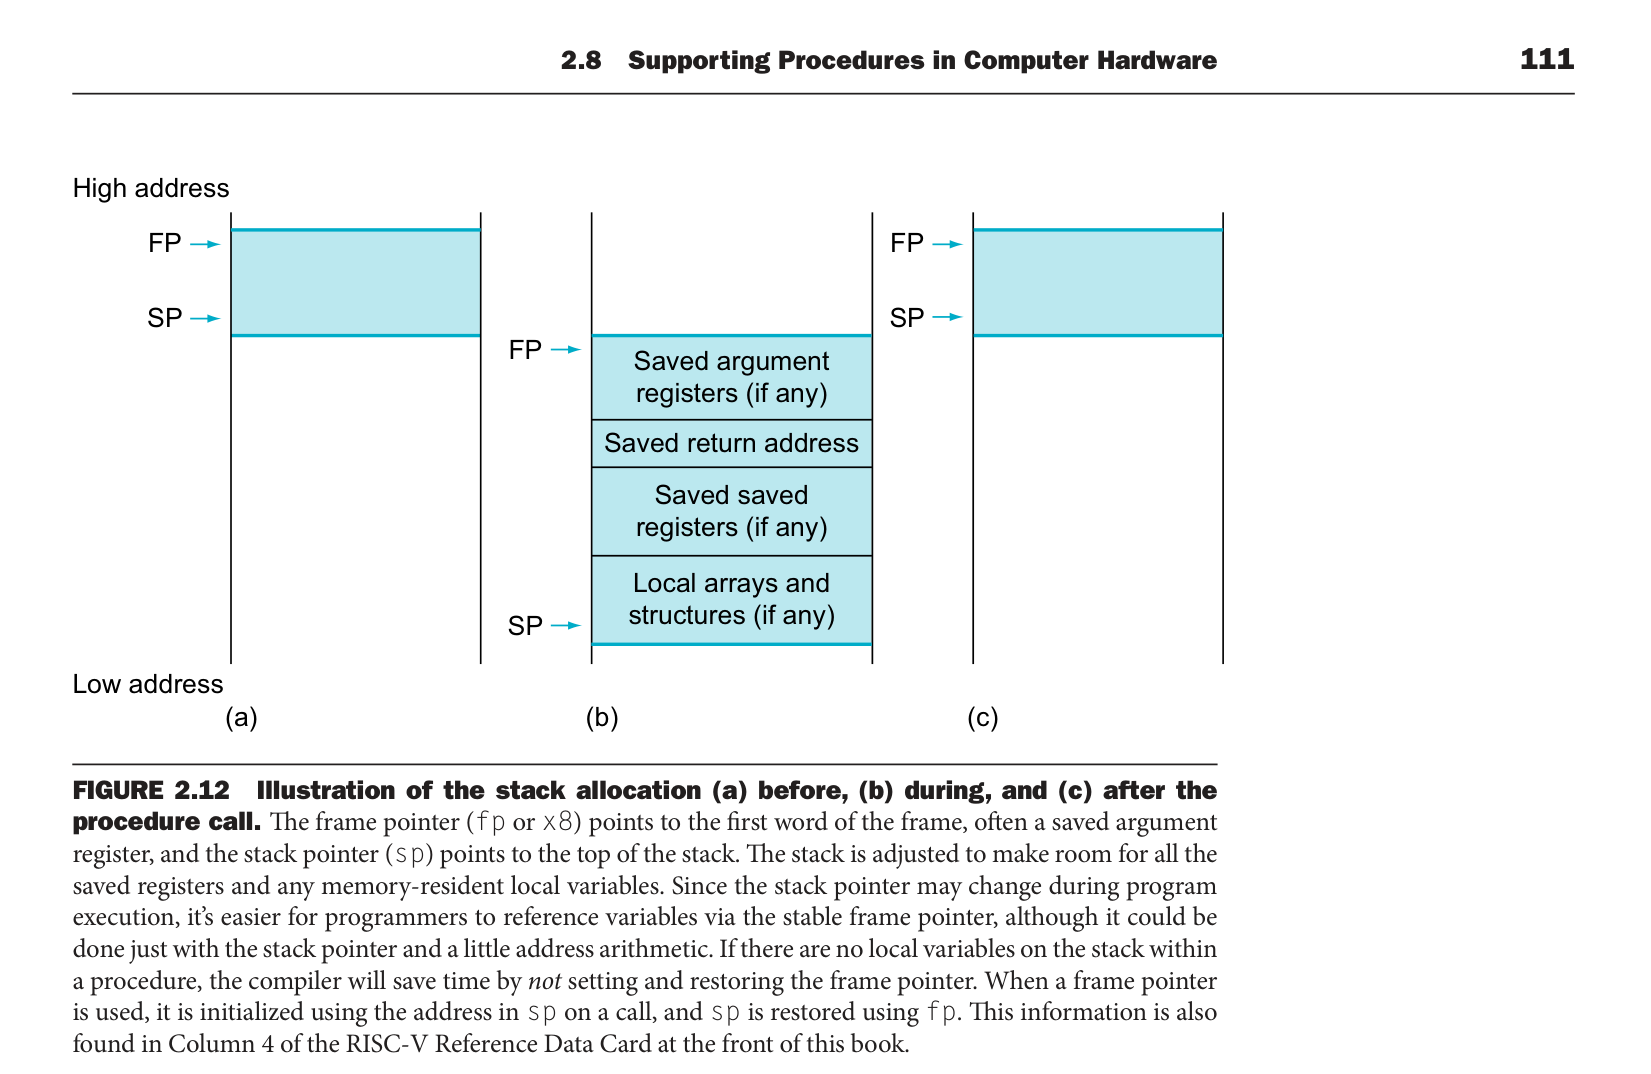 2.8 Supporting Procedures in Computer Hardware 111
High address
FP
SP
FP
SP
FP
SP
Saved argument
registers (if any)
Saved return address
Saved saved
registers (if any)
Local arrays and
structures (if any)
Low address
(a) (b) (c)
FIGURE 2.12 Illustration of the stack allocation (a) before, (b) during, and (c) after the
procedure call. The frame pointer (fp or x8) points to the first word of the frame, often a saved argument
register, and the stack pointer (sp) points to the top of the stack. The stack is adjusted to make room for all the
saved registers and any memory-resident local variables. Since the stack pointer may change during program
execution, it’s easier for programmers to reference variables via the stable frame pointer, although it could be
done just with the stack pointer and a little address arithmetic. If there are no local variables on the stack within
a procedure, the compiler will save time by not setting and restoring the frame pointer. When a frame pointer
is used, it is initialized using the address in sp on a call, and sp is restored using fp. This information is also
found in Column 4 of the RISC-V Reference Data Card at the front of this book.